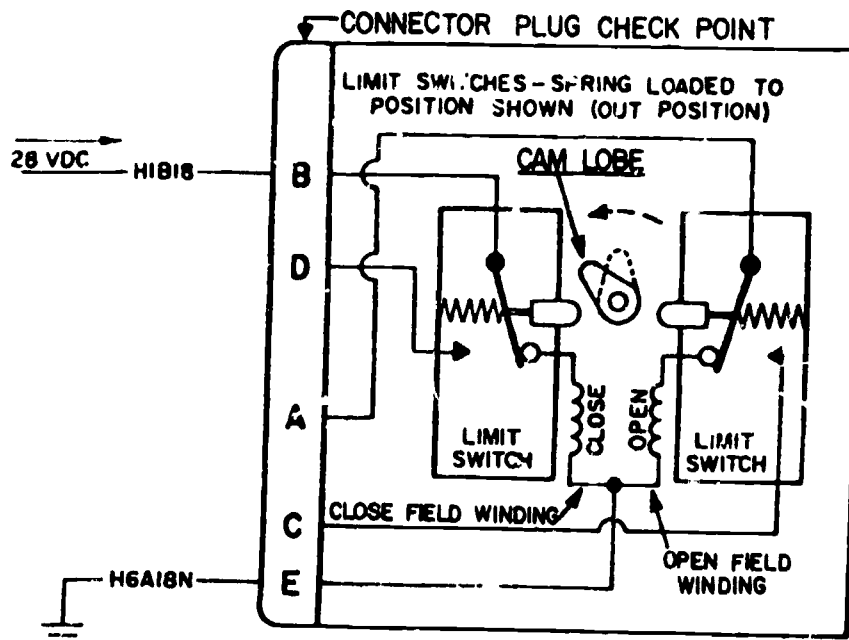 CONNECTOR PLUG CHECK POINT
LIMIT SWITCHES-SPRING LOADED TO
POSITION SHOWN (OUT POSITION)
28 VDC
H1B18
B
CAM LOBE
D
A
CLOSE
OPEN
LIMIT
SWITCH
LIMIT
SWITCH
C
CLOSE FIELD WINDING
H6A18N
E
OPEN FIELD
WINDING